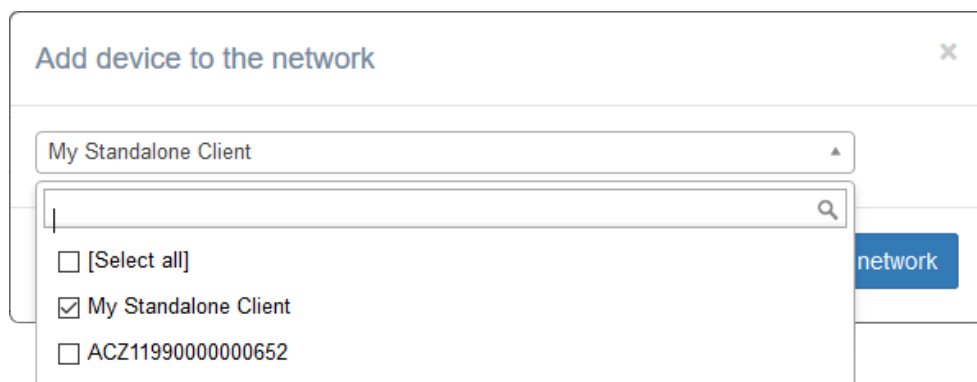 Add device to the network
My Standalone Client
[Select all]
network
My Standalone Client
ACZ11990000000652